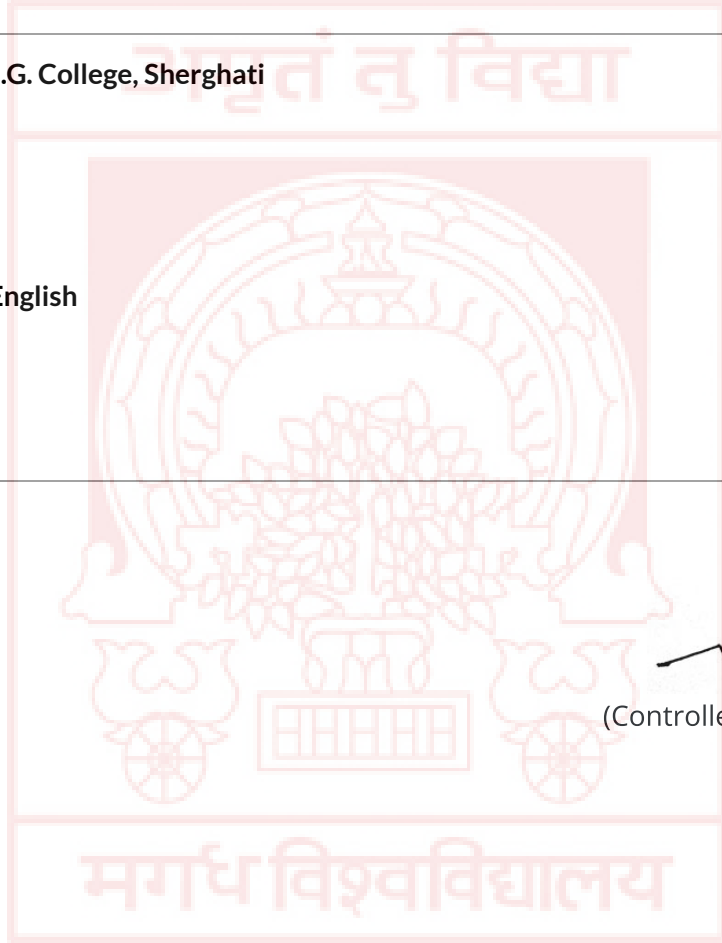 अमृतं तु विद्या
.G. College, Sherghati
English
(Controlle
मगध विश्वविद्यालय